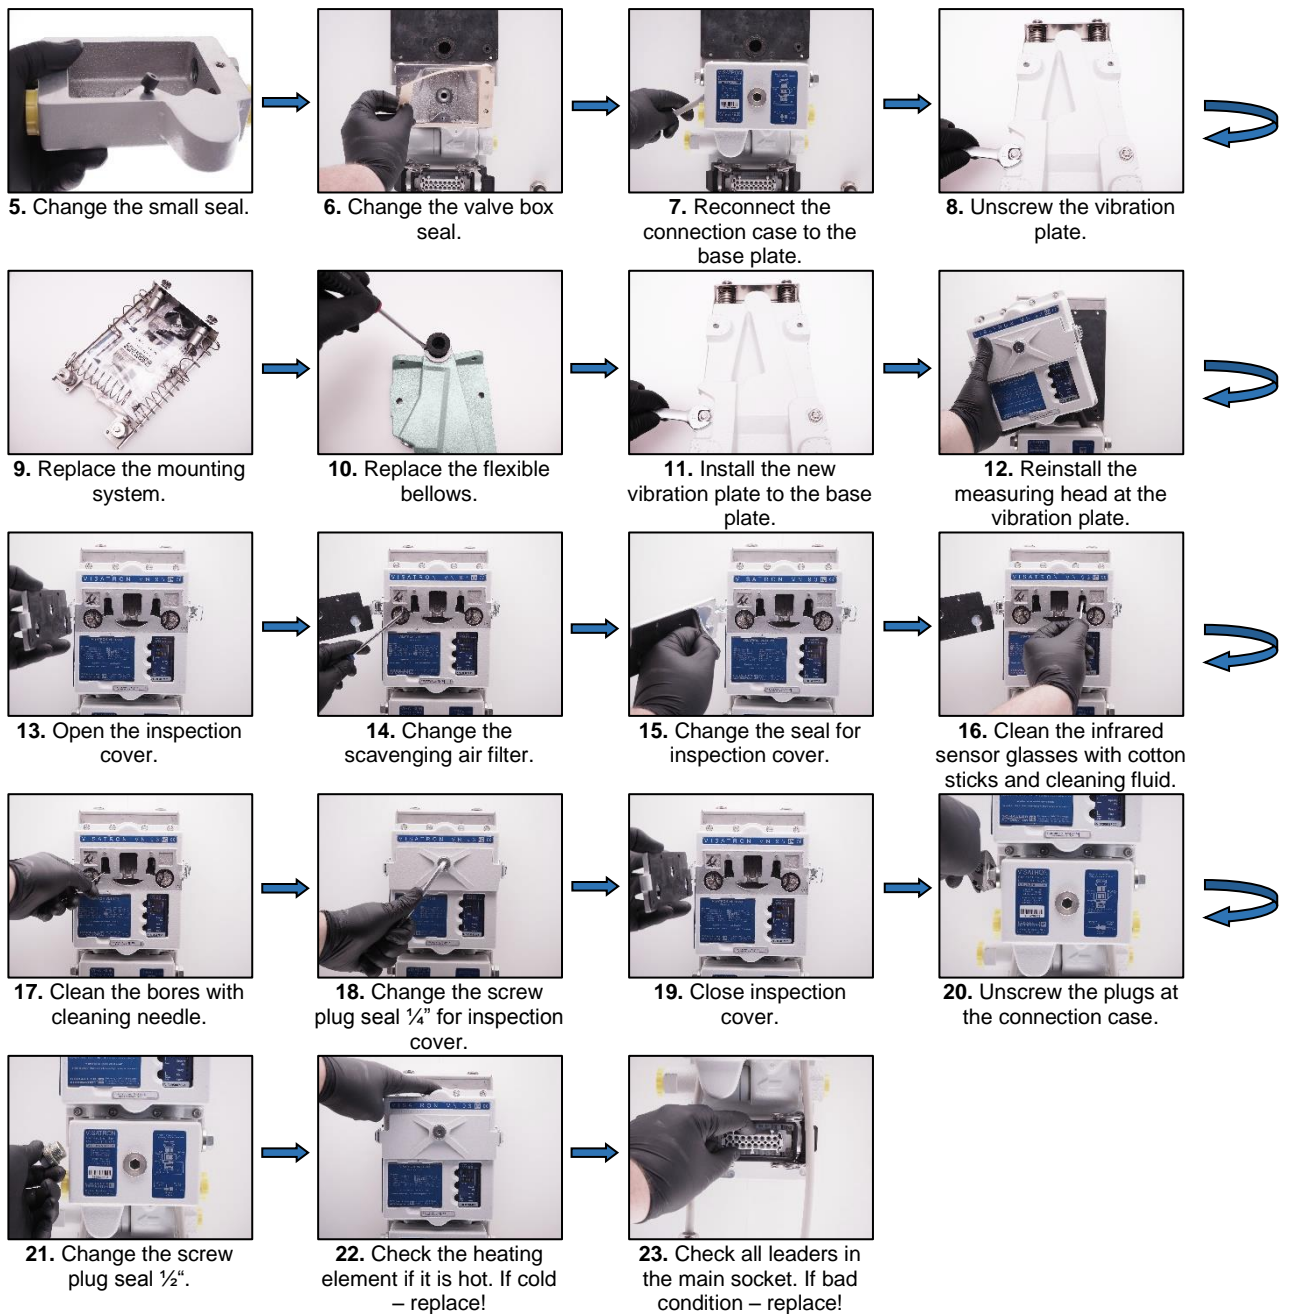 5. Change the small seal.
6. Change the valve box
seal.
7. Reconnect the
connection case to the
base plate.
8. Unscrew the vibration
plate.
9. Replace the mounting
system.
10. Replace the flexible
bellows.
11. Install the new
vibration plate to the base
plate.
12. Reinstall the
measuring head at the
vibration plate.
13. Open the inspection
cover.
14. Change the
scavenging air filter.
15. Change the seal for
inspection cover.
16. Clean the infrared
sensor glasses with cotton
sticks and cleaning fluid.
17. Clean the bores with
cleaning needle.
18. Change the screw
plug seal ¼” for inspection
cover.
19. Close inspection
cover.
20. Unscrew the plugs at
the connection case.
21. Change the screw
plug seal ½“.
22. Check the heating
element if it is hot. If cold
– replace!
23. Check all leaders in
the main socket. If bad
condition – replace!